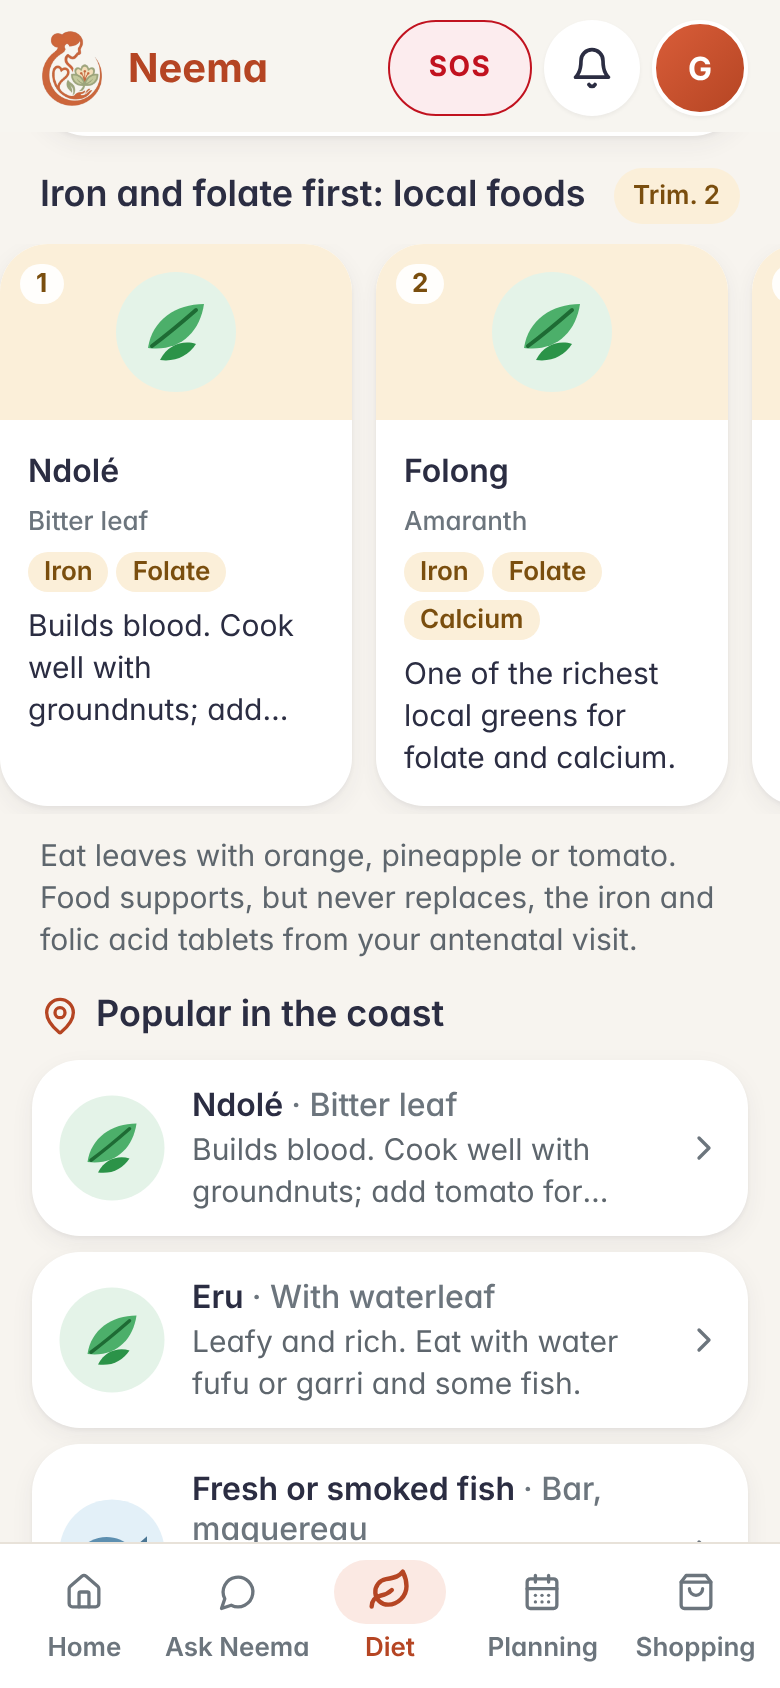 Neema
SOS
G
Iron and folate first: local foods
Trim. 2
1
Ndolé
Bitter leaf
Iron
Folate
Builds blood. Cook
well with
groundnuts; add...
2
Folong
Amaranth
Iron
Folate
Calcium
One of the richest
local greens for
folate and calcium.
Eat leaves with orange, pineapple or tomato.
Food supports, but never replaces, the iron and
folic acid tablets from your antenatal visit.
Popular in the coast
Ndolé · Bitter leaf
Builds blood. Cook well with
groundnuts; add tomato for...
Eru · With waterleaf
Leafy and rich. Eat with water
fufu or garri and some fish.
Fresh or smoked fish · Bar,
maquereau
Home
Ask Neema
Diet
Planning
Shopping